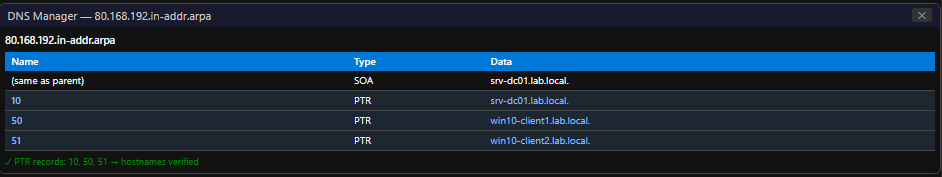 DNS Manager — 80.168.192.in-addr.arpa
80.168.192.in-addr.arpa
Name Type Data
(same as parent) SOA srv-dc01.lab.local.
10 PTR srv-dc01.lab.local.
50 PTR win10-client1.lab.local.
51 PTR win10-client2.lab.local.
✓ PTR records: 10, 50, 51 → hostnames verified